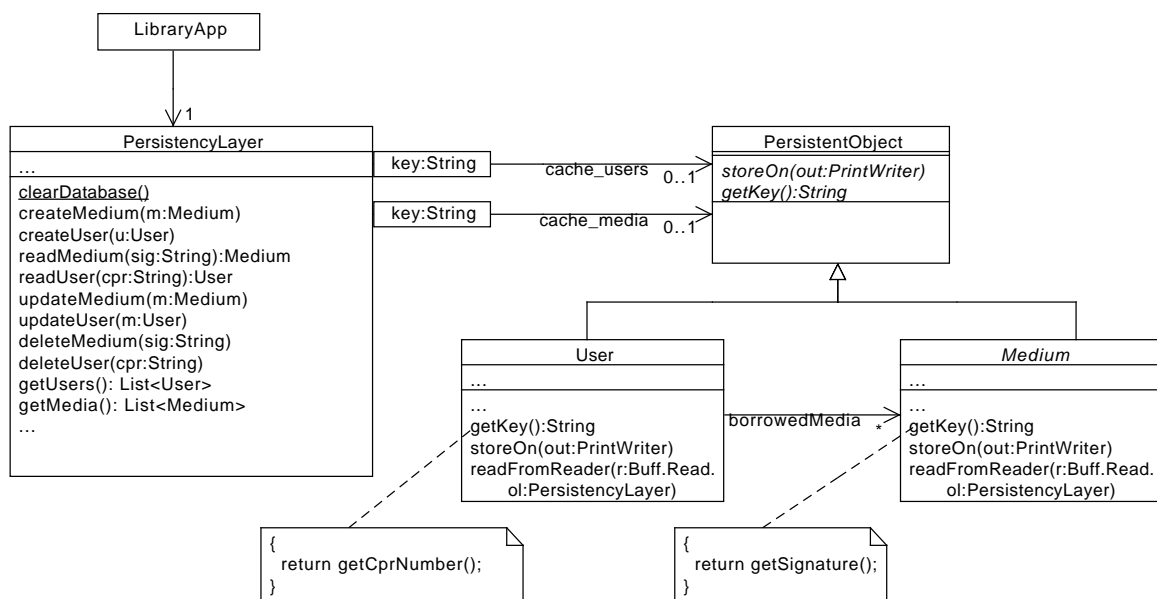 LibraryApp
1
PersistencyLayer
...
clearDatabase()
createMedium(m:Medium)
createUser(u:User)
readMedium(sig:String):Medium
readUser(cpr:String):User
updateMedium(m:Medium)
updateUser(m:User)
deleteMedium(sig:String)
deleteUser(cpr:String)
getUsers(): List<User>
getMedia(): List<Medium>
...
key:String
cache_users
0..1
key:String
cache_media
0..1
PersistentObject
storeOn(out:PrintWriter)
getKey():String
User
...
...
getKey():String
storeOn(out:PrintWriter)
readFromReader(r:Buff.Read.
ol:PersistencyLayer)
borrowedMedia
*
Medium
...
...
getKey():String
storeOn(out:PrintWriter)
readFromReader(r:Buff.Read.
ol:PersistencyLayer)
{
return getCprNumber();
}
{
return getSignature();
}